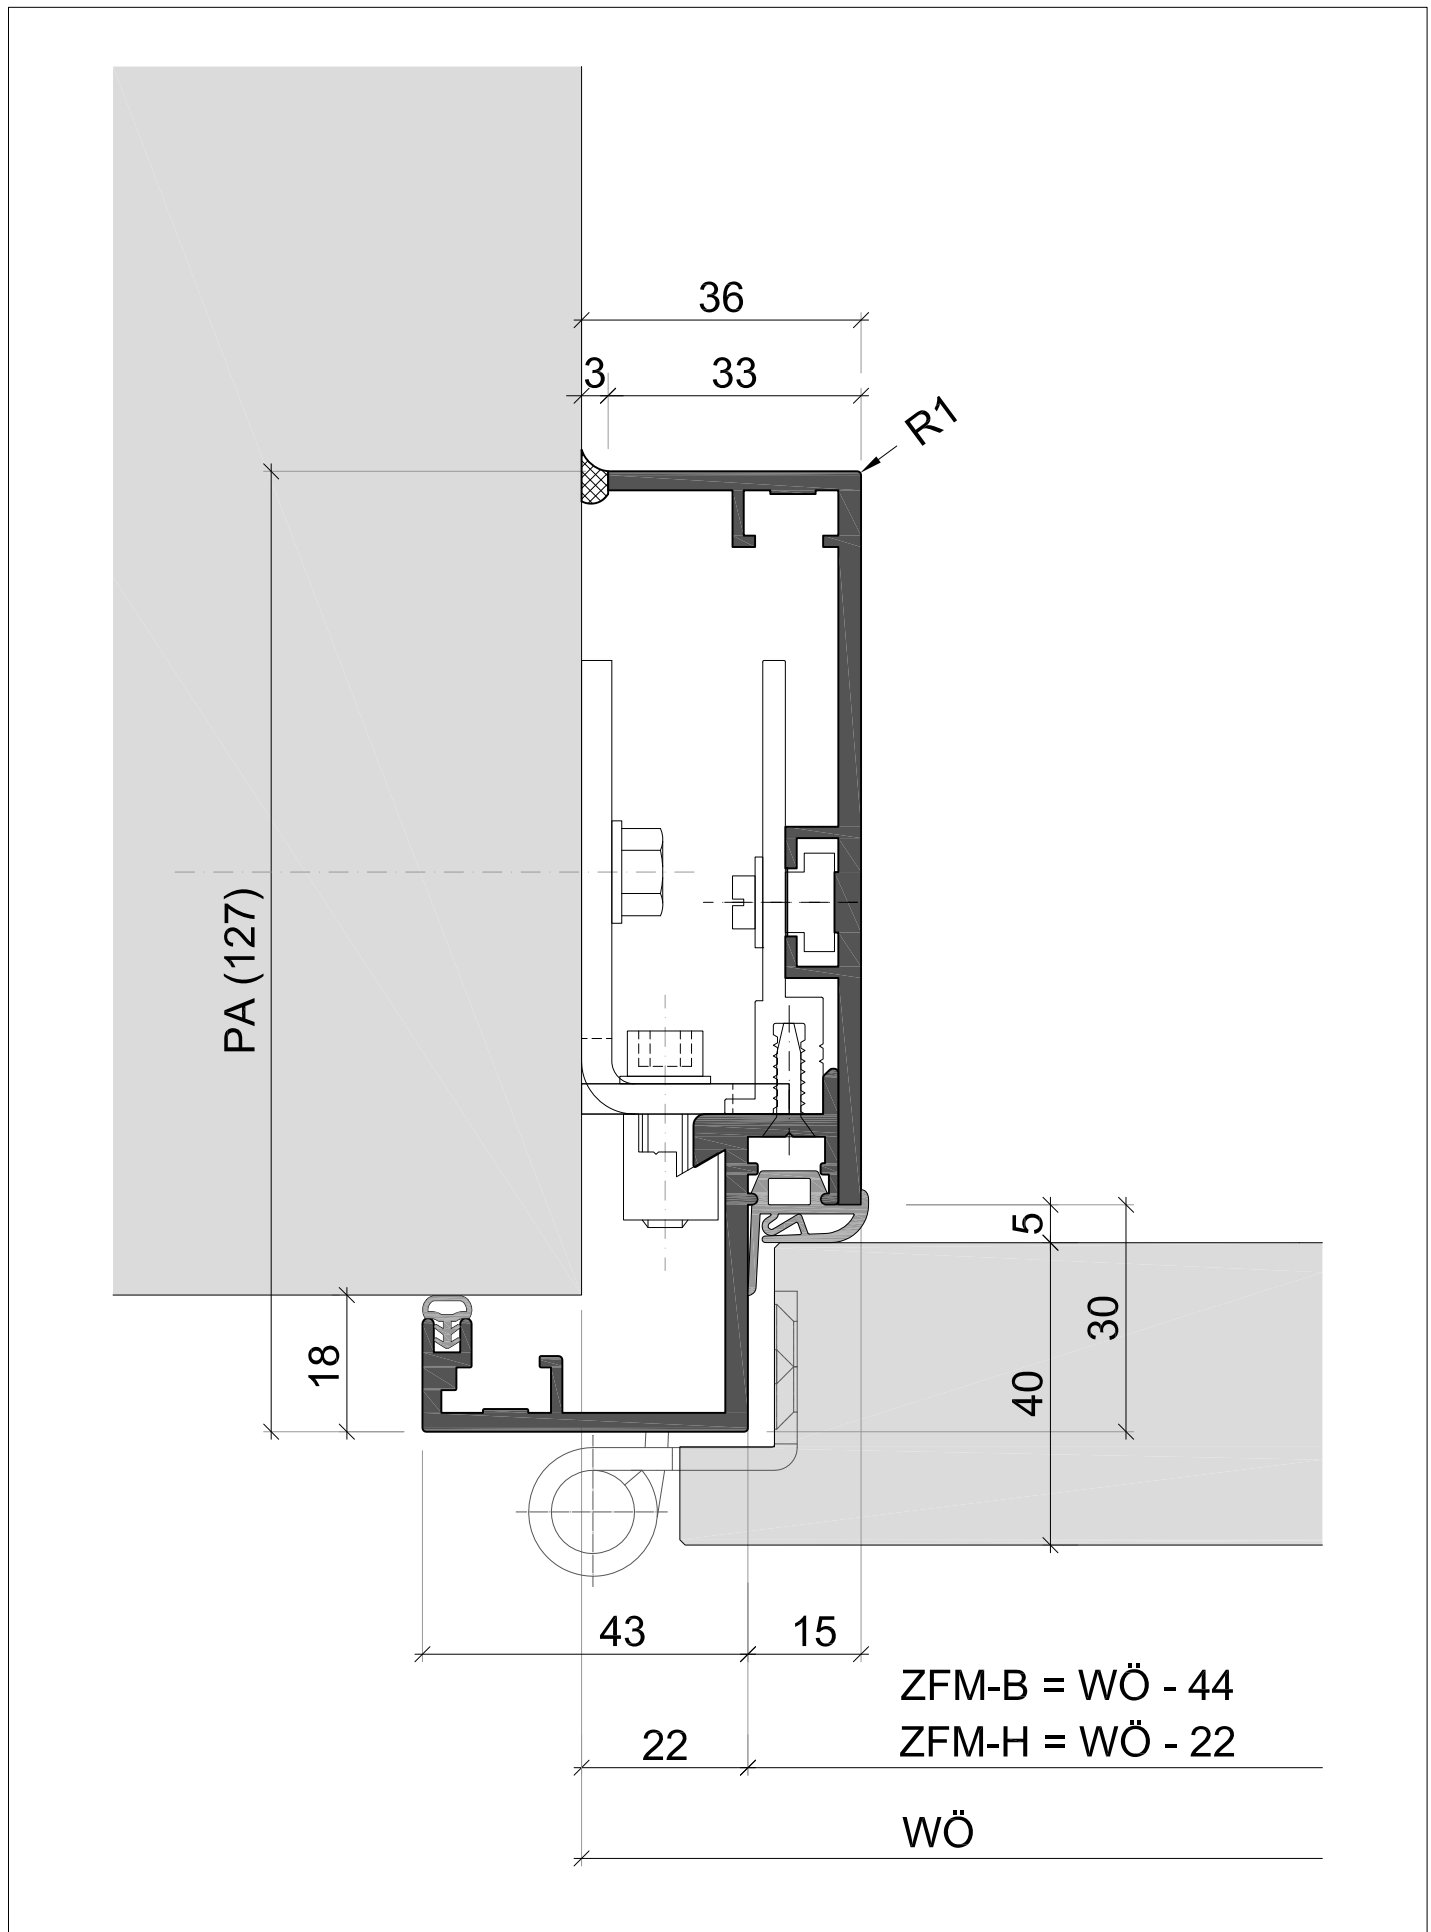 36
3
33
R1
PA (127)
5
30
18
40
43
15
ZFM-B = WÖ - 44
22
ZFM-H = WÖ - 22
WÖ